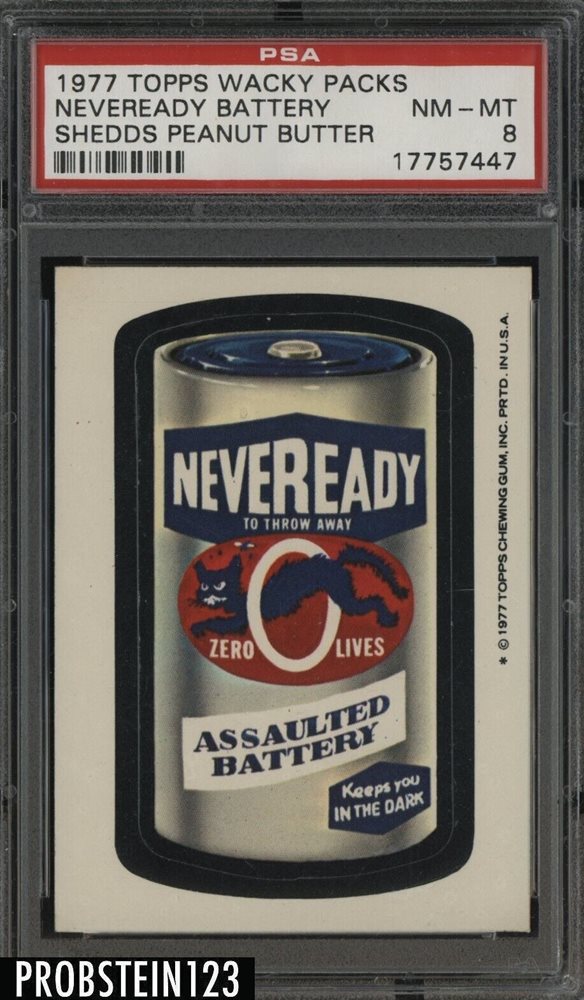 PSA
1977 TOPPS WACKY PACKS
NEVEREADY BATTERY NM-MT
SHEDDS PEANUT BUTTER 8
17757447
NEVEREADY
TO THROW AWAY
0
ZERO LIVES
ASSAULTED
BATTERY
Keeps you
IN THE DARK
* © 1977 TOPPS CHEWING GUM, INC. PRTD. IN U.S.A.
PROBSTEIN123